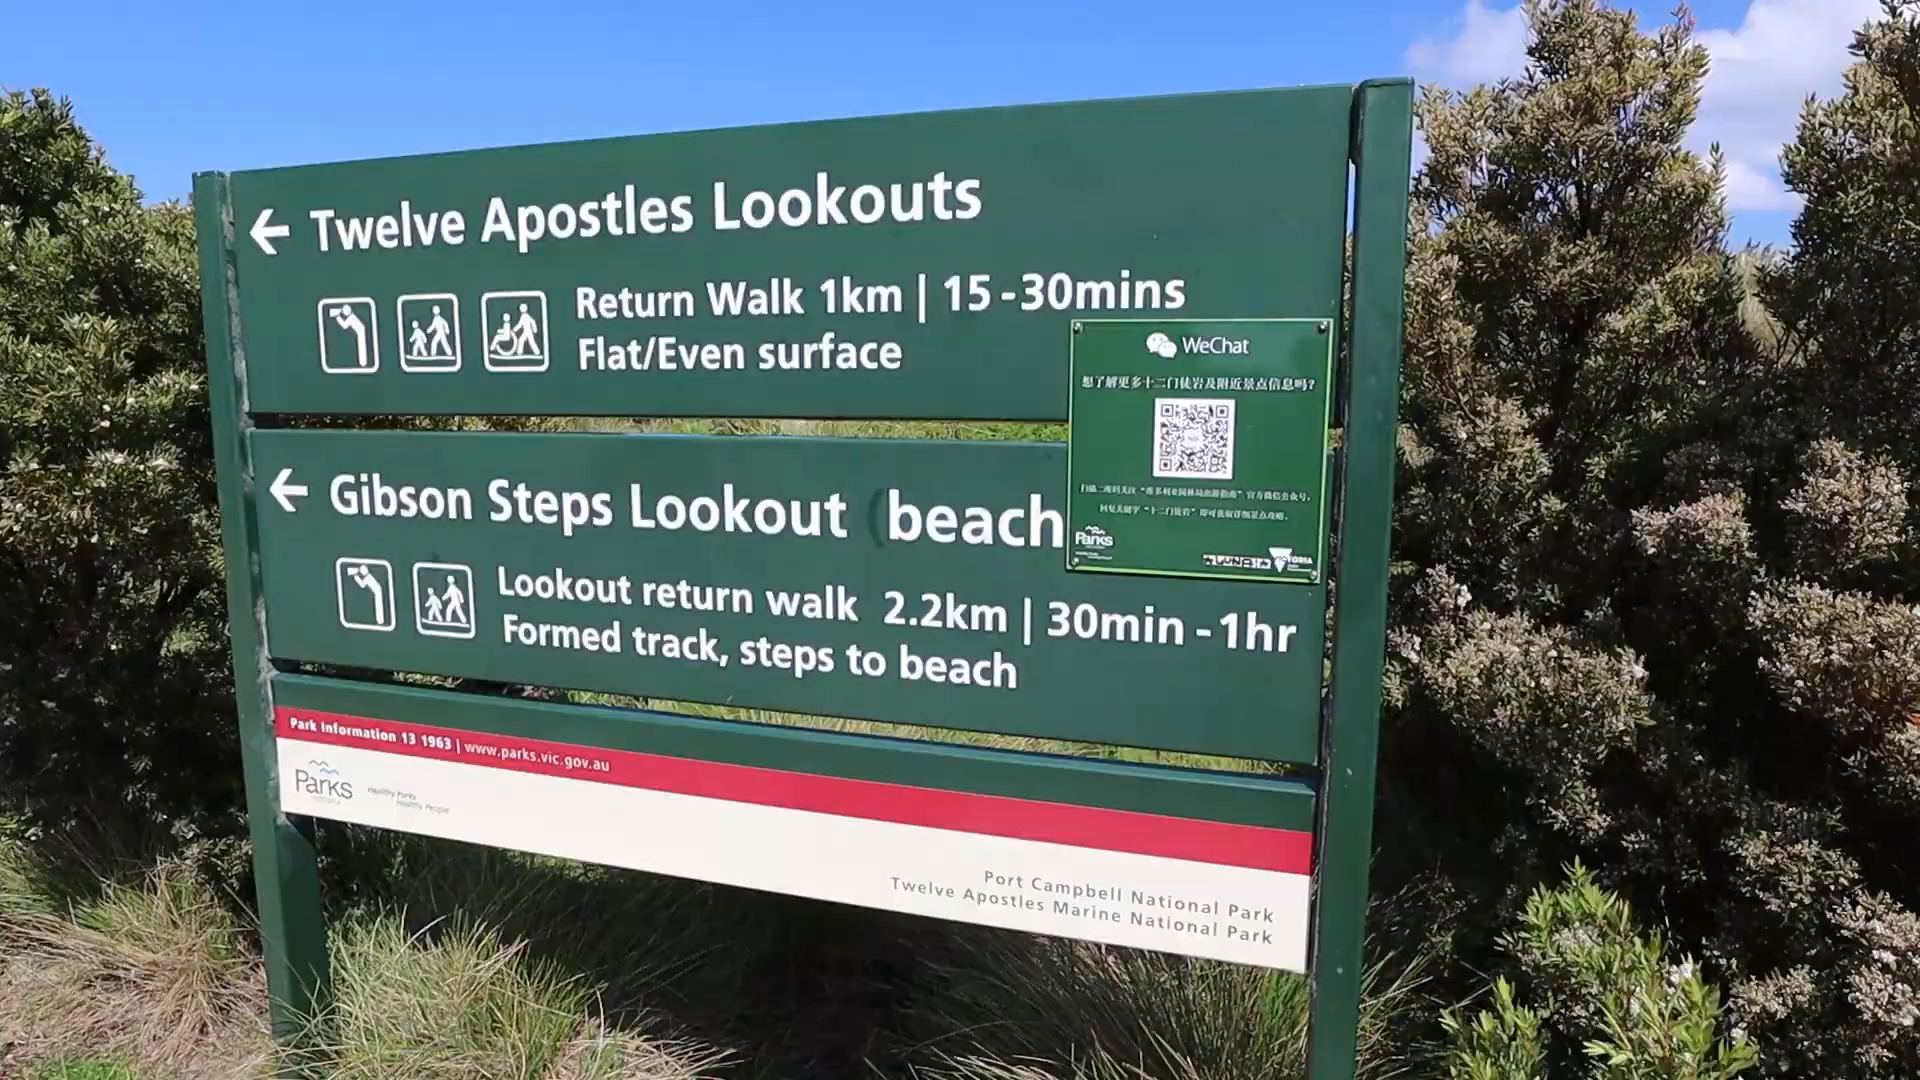 Twelve Apostles Lookouts
Return Walk 1km | 15-30mins
Flat/Even surface
WeChat
想了解更多十二门徒岩及附近景点信息吗?
Gibson Steps Lookout beach
Lookout return walk 2.2km | 30min-1hr
Formed track, steps to beach
扫描二维码关注“维多利亚园林局旅游指南”官方微信公众号,
回复关键字“十二门徒岩”即可获取详细景点攻略。
Parks
Park Information 13 1963 | www.parks.vic.gov.au
Parks
Healthy Parks
Healthy People
Port Campbell National Park
Twelve Apostles Marine National Park